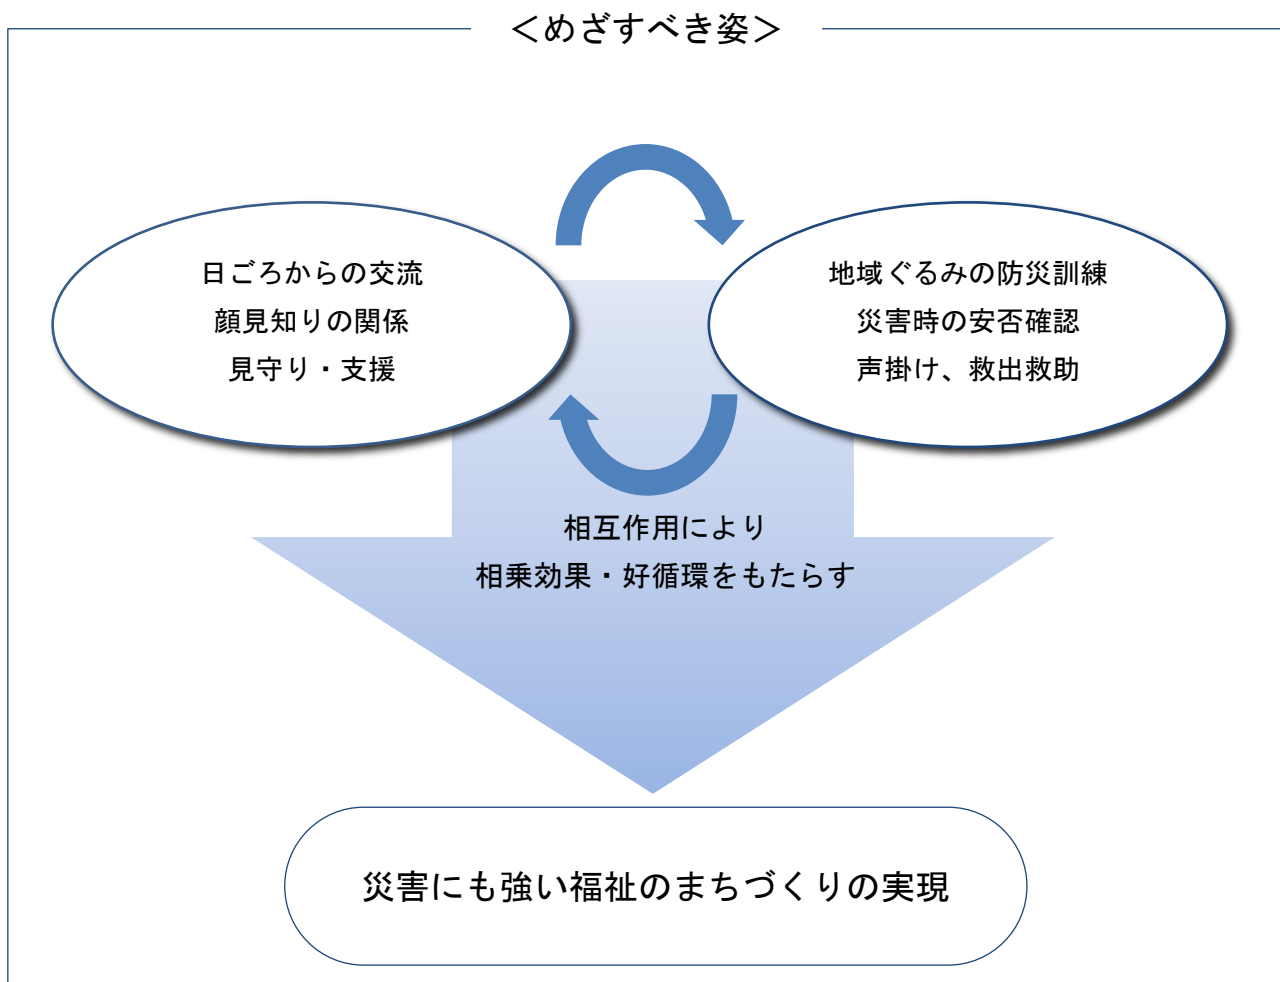 ＜めざすべき姿＞
日ごろからの交流
顔見知りの関係
見守り・支援
地域ぐるみの防災訓練
災害時の安否確認
声掛け、救出救助
相互作用により
相乗効果・好循環をもたらす
災害にも強い福祉のまちづくりの実現